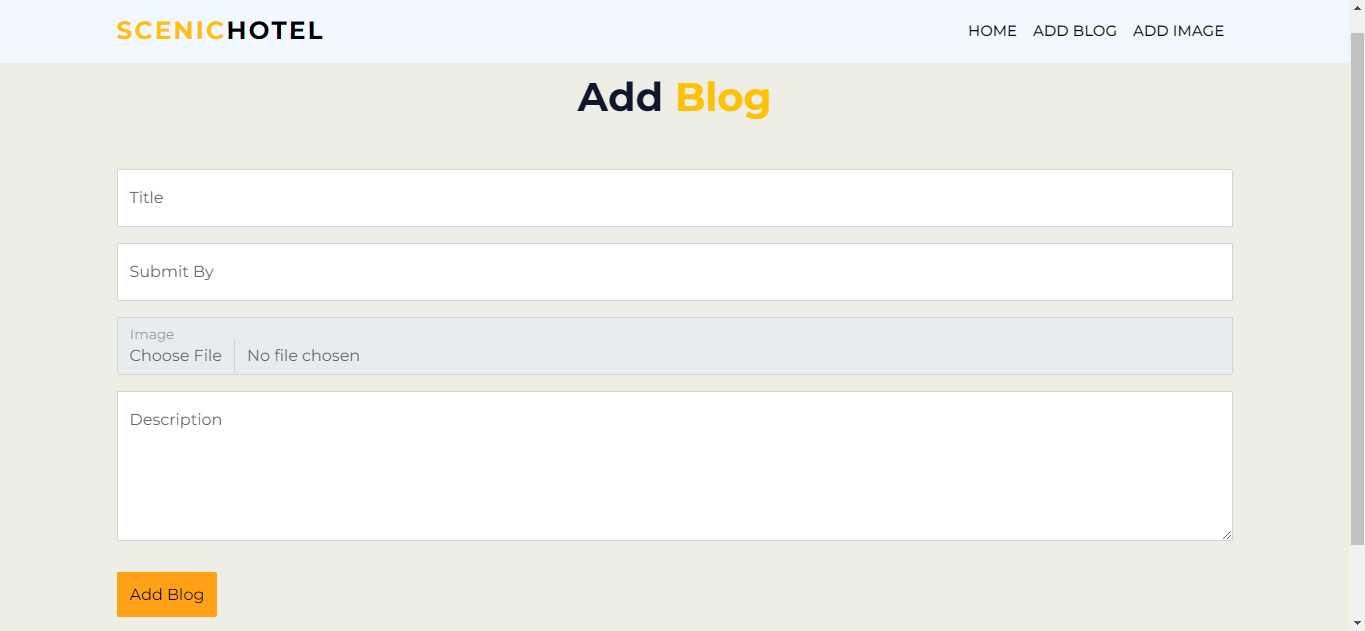 SCENICHOTEL HOME ADD BLOG ADD IMAGE
Add Blog
Title
Submit By
Image
Choose File No file chosen
Description
Add Blog